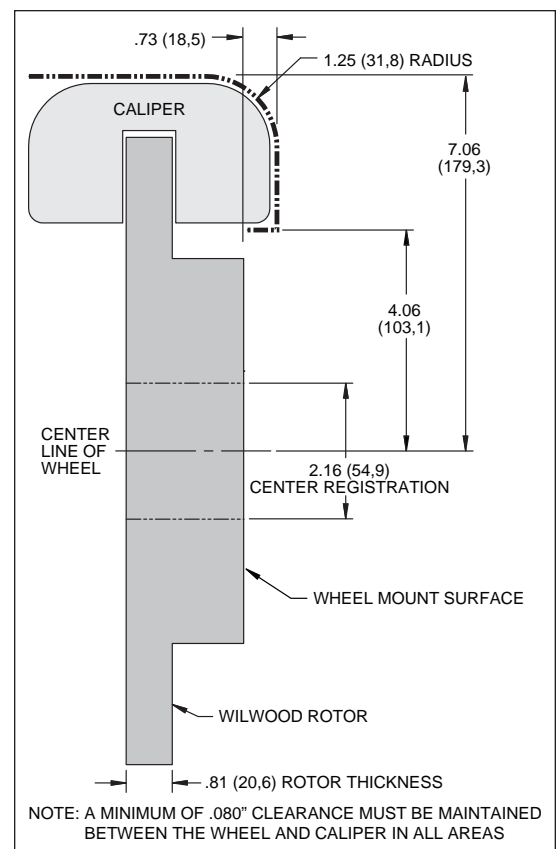 .73 (18,5)
1.25 (31,8) RADIUS
CALIPER
7.06
(179,3)
4.06
(103,1)
CENTER
LINE OF
WHEEL
2.16 (54,9)
CENTER REGISTRATION
WHEEL MOUNT SURFACE
WILWOOD ROTOR
.81 (20,6) ROTOR THICKNESS
NOTE: A MINIMUM OF .080" CLEARANCE MUST BE MAINTAINED
BETWEEN THE WHEEL AND CALIPER IN ALL AREAS